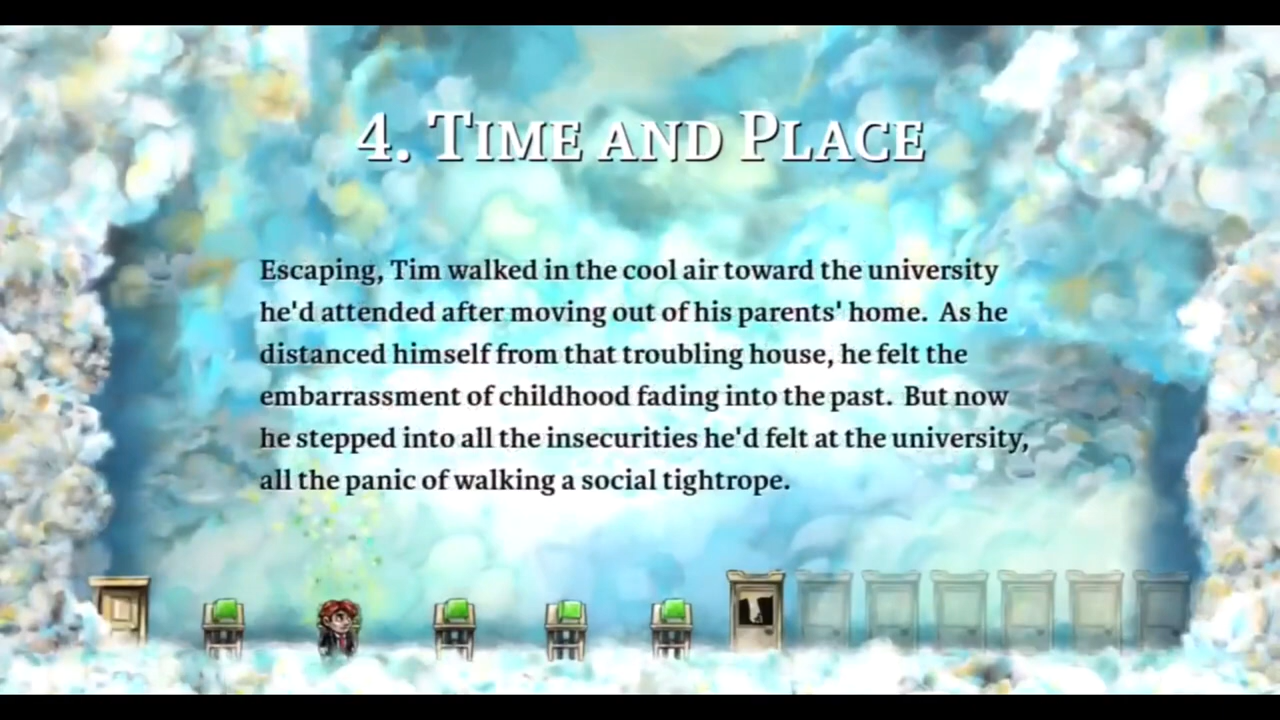 4. Time and Place
Escaping, Tim walked in the cool air toward the university
he'd attended after moving out of his parents' home.  As he
distanced himself from that troubling house, he felt the
embarrassment of childhood fading into the past.  But now
he stepped into all the insecurities he'd felt at the university,
all the panic of walking a social tightrope.